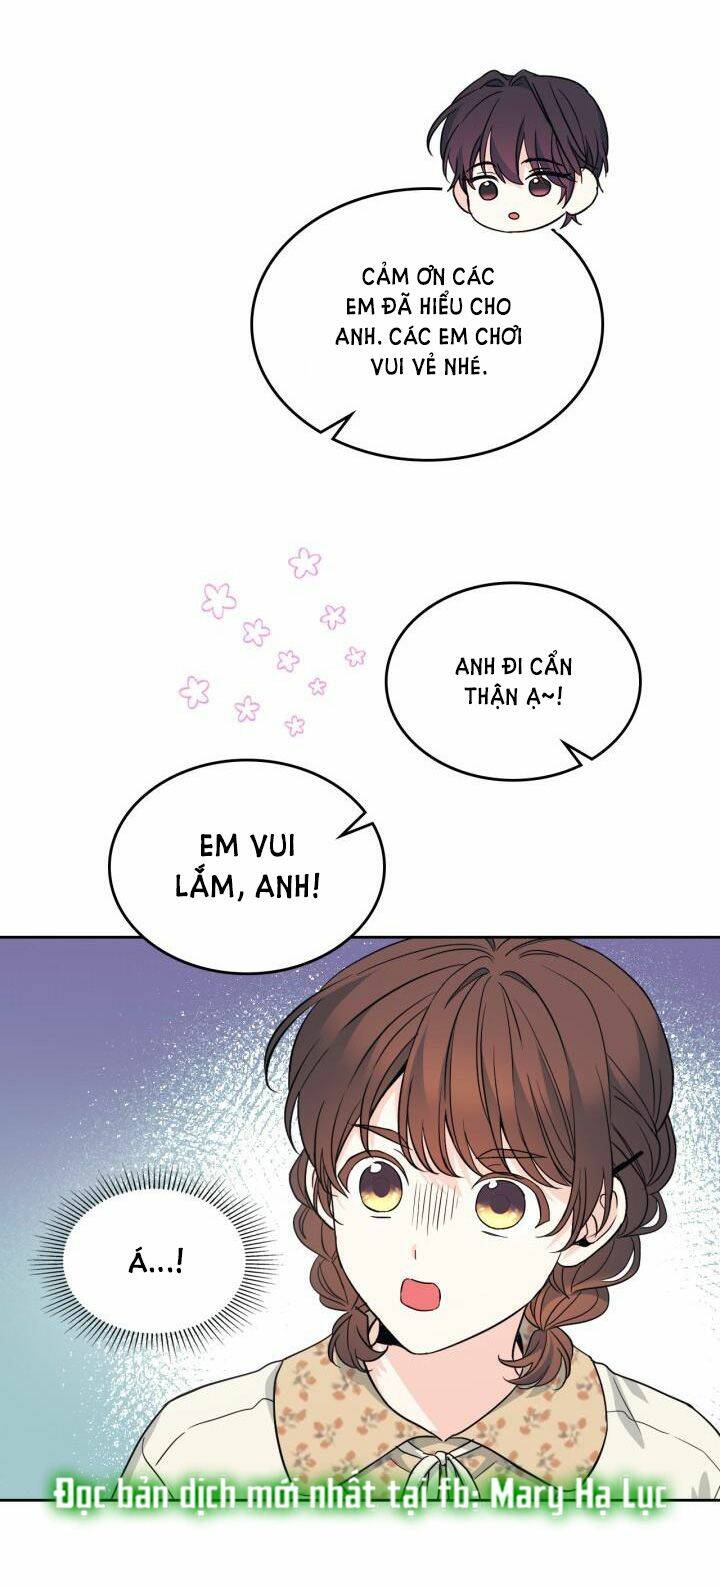 CẢM ƠN CÁC
EM ĐÃ HIỂU CHO
ANH. CÁC EM CHƠI
VUI VẺ NHÉ.
ANH ĐI CẨN
THẬN Ạ~!
EM VUI
LẮM, ANH!
Á...!
Đọc bản dịch mới nhất tại fb: Mary Hạ Lục